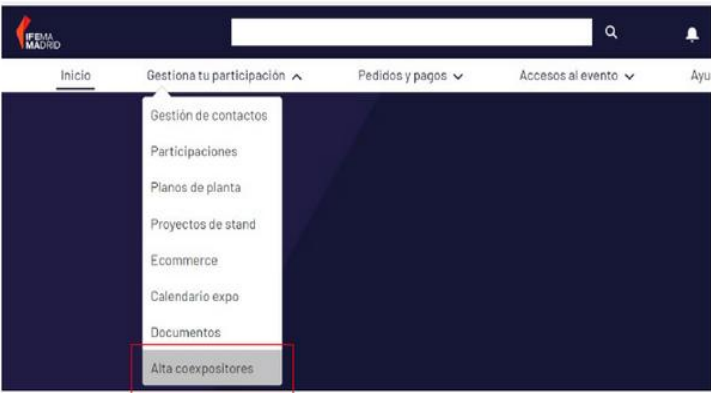 IFEMA
MADRID
Inicio
Gestiona tu participación
Pedidos y pagos
Accesos al evento
Ayu
Gestión de contactos
Participaciones
Planos de planta
Proyectos de stand
Ecommerce
Calendario expo
Documentos
Alta coexpositores